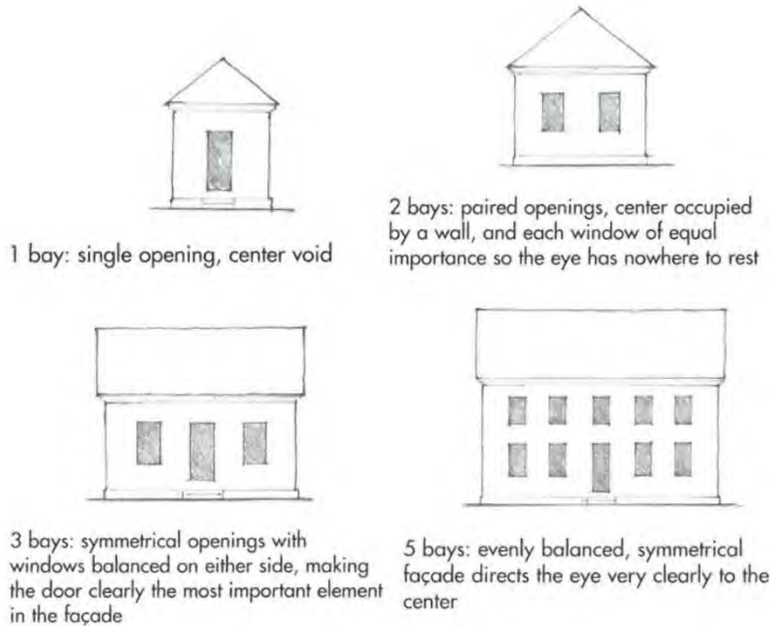 1 bay: single opening, center void
2 bays: paired openings, center occupied
by a wall, and each window of equal
importance so the eye has nowhere to rest
3 bays: symmetrical openings with
windows balanced on either side, making
the door clearly the most important element
in the façade
5 bays: evenly balanced, symmetrical
façade directs the eye very clearly to the
center